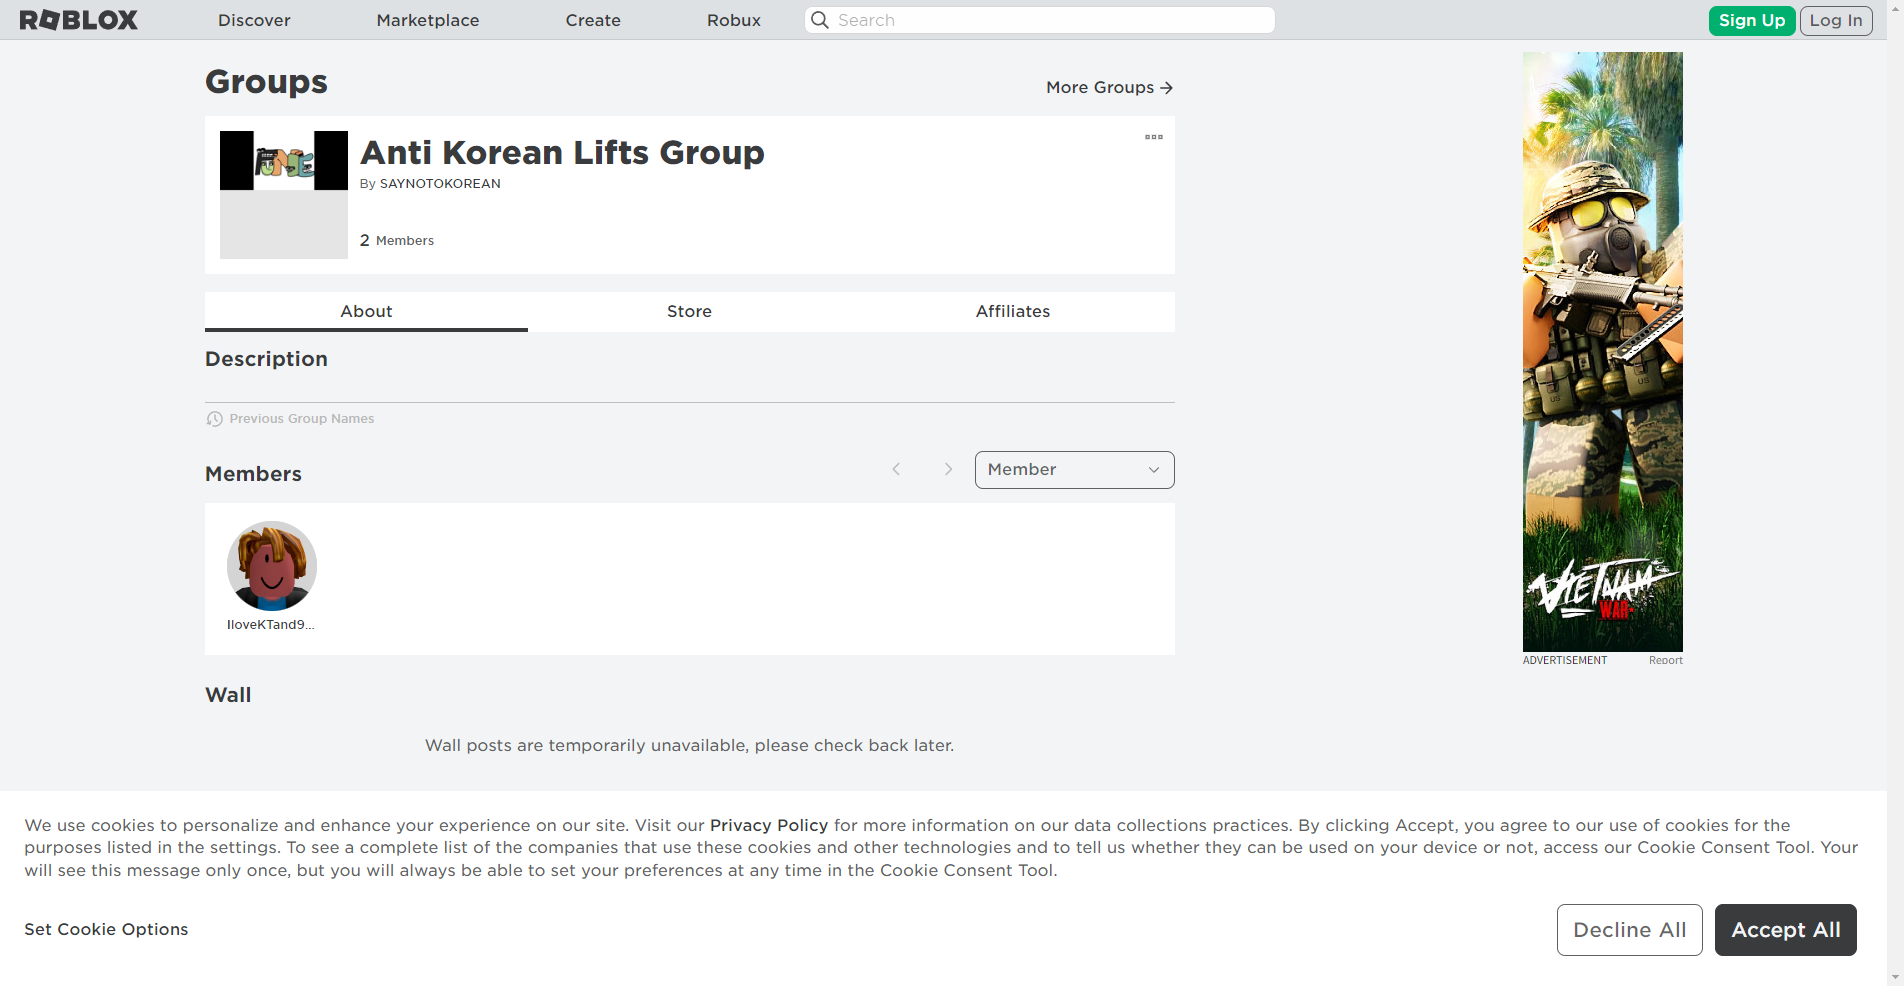 ROBLOX
Discover
Marketplace
Create
Robux
Search
Sign Up
Log In
Groups
More Groups
Anti Korean Lifts Group
By SAYNOTOKOREAN
2 Members
About
Store
Affiliates
Description
Previous Group Names
Members
Member
IloveKTand9...
Wall
Wall posts are temporarily unavailable, please check back later.
US
US
VIETNAM
WAR
ADVERTISEMENT
Report
We use cookies to personalize and enhance your experience on our site. Visit our Privacy Policy for more information on our data collections practices. By clicking Accept, you agree to our use of cookies for the
purposes listed in the settings. To see a complete list of the companies that use these cookies and other technologies and to tell us whether they can be used on your device or not, access our Cookie Consent Tool. Your
will see this message only once, but you will always be able to set your preferences at any time in the Cookie Consent Tool.
Set Cookie Options
Decline All
Accept All